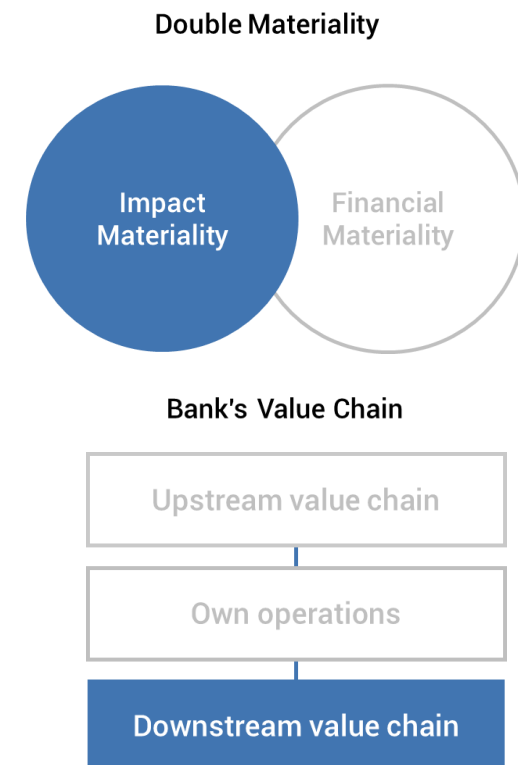 Double Materiality
Impact
Materiality
Financial
Materiality
Bank's Value Chain
Upstream value chain
Own operations
Downstream value chain